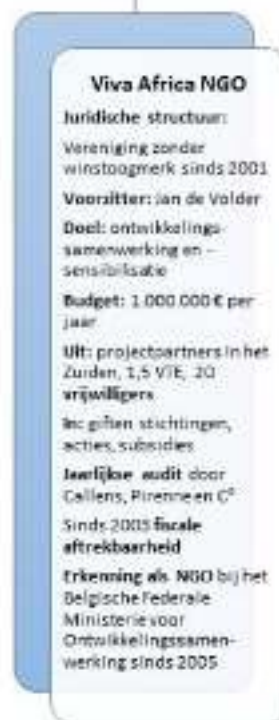 Viva Africa NGO
Juridische structuur:
Vereniging zonder
winstoogmerk sinds 2001
Voorzitter: Jan de Volder
Doel: ontwikkelings-
samenwerking en -
sensibilisatie
Budget: 1.000.000 € per
jaar
Uit: projectpartners in het
Zuiden, 1,5 VTE, 20
vrijwilligers
In: giften stichtingen,
acties, subsidies
Jaarlijkse audit door
Callens, Pirenne en C°
Sinds 2005 fiscale
aftrekbaarheid
Erkenning als NGO bij het
Belgische Federale
Ministerie voor
Ontwikkelingssamen-
werking sinds 2005